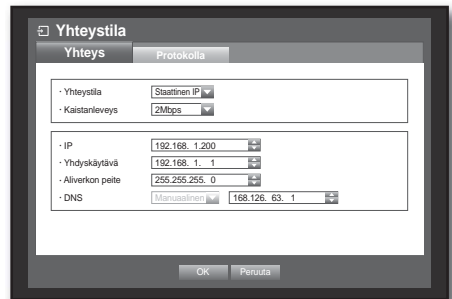 Yhteystila
Yhteys Protokolla
· Yhteystila Staattinen IP
· Kaistanleveys 2Mbps
· IP 192.168. 1.200
· Yhdyskäytävä 192.168. 1. 1
· Aliverkon peite 255.255.255. 0
· DNS Manuaalinen 168.126. 63. 1
OK Peruuta